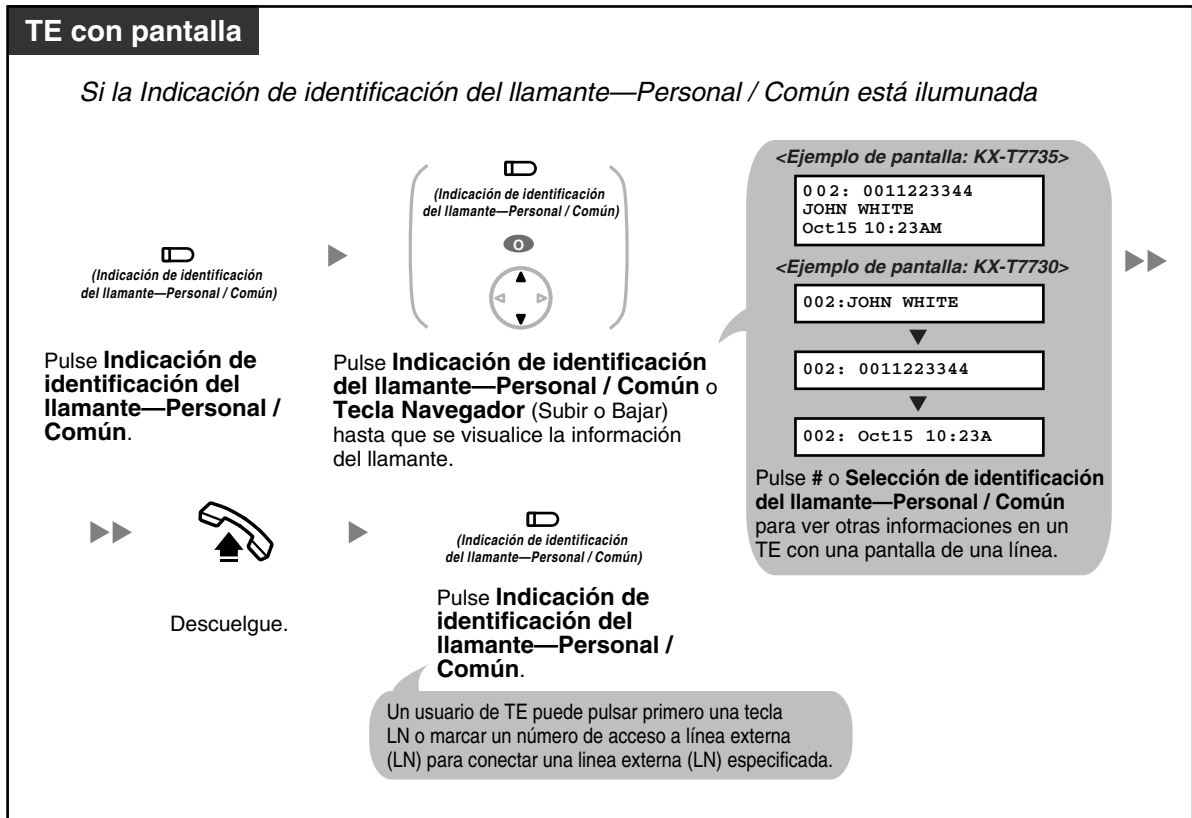 TE con pantalla
Si la Indicación de identificación del llamante—Personal / Común está ilumunada
(Indicación de identificación
del llamante—Personal / Común)
Pulse Indicación de
identificación del
llamante—Personal /
Común.
(Indicación de identificación
del llamante—Personal / Común)
O
Pulse Indicación de identificación
del llamante—Personal / Común o
Tecla Navegador (Subir o Bajar)
hasta que se visualice la información
del llamante.
<Ejemplo de pantalla: KX-T7735>
002: 0011223344
JOHN WHITE
Oct15 10:23AM
<Ejemplo de pantalla: KX-T7730>
002:JOHN WHITE
002: 0011223344
002: Oct15 10:23A
Pulse # o Selección de identificación
del llamante—Personal / Común
para ver otras informaciones en un
TE con una pantalla de una línea.
Descuelgue.
(Indicación de identificación
del llamante—Personal / Común)
Pulse Indicación de
identificación del
llamante—Personal /
Común.
Un usuario de TE puede pulsar primero una tecla
LN o marcar un número de acceso a línea externa
(LN) para conectar una linea externa (LN) especificada.